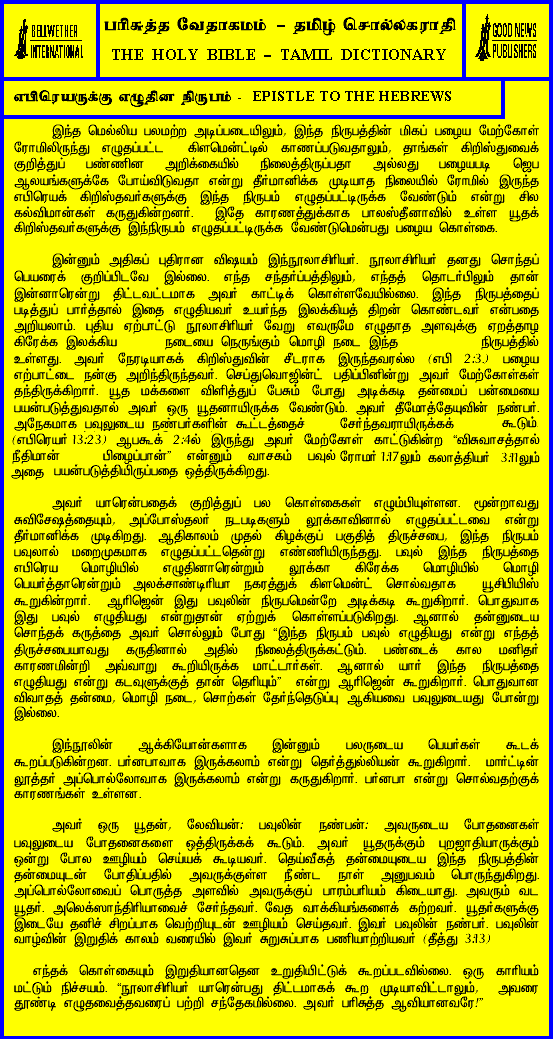 BELLWETHER
INTERNATIONAL
பரிசுத்த வேதாகமம் – தமிழ் சொல்லகராதி
THE HOLY BIBLE – TAMIL DICTIONARY
GOOD NEWS
PUBLISHERS
எபிரெயருக்கு எழுதின நிருபம் - EPISTLE TO THE HEBREWS
இந்த மெல்லிய பலமற்ற அடிப்படையிலும், இந்த நிருபத்தின் மிகப் பழைய மேற்கோள்
ரோமிலிருந்து எழுதப்பட்ட கிளமென்ட்டில் காணப்படுவதாலும், தாங்கள் கிறிஸ்துவைக்
குறித்துப் பண்ணின அறிக்கையில் நிலைத்திருப்பதா அல்லது பழையபடி ஜெப
ஆலயங்களுக்கே போய்விடுவதா என்று தீர்மானிக்க முடியாத நிலையில் ரோமில் இருந்த
எபிரெயக் கிறிஸ்தவர்களுக்கு இந்த நிருபம் எழுதப்பட்டிருக்க வேண்டும் என்று சில
கல்விமான்கள் கருதுகின்றனர். இதே காரணத்துக்காக பாலஸ்தீனாவில் உள்ள யூதக்
கிறிஸ்தவர்களுக்கு இந்நிருபம் எழுதப்பட்டிருக்க வேண்டுமென்பது பழைய கொள்கை.
இன்னும் அதிகப் புதிரான விஷயம் இந்நூலாசிரியர். நூலாசிரியர் தனது சொந்தப்
பெயரைக் குறிப்பிடவே இல்லை. எந்த சந்தர்ப்பத்திலும், எந்தத் தொடர்பிலும் தான்
இன்னாரென்று திட்டவட்டமாக அவர் காட்டிக் கொள்ளவேயில்லை. இந்த நிருபத்தைப்
படித்துப் பார்த்தால் இதை எழுதியவர் உயர்ந்த இலக்கியத் திறன் கொண்டவர் என்பதை
அறியலாம். புதிய ஏற்பாட்டு நூலாசிரியர் வேறு எவருமே எழுதாத அளவுக்கு ஏறத்தாழ
கிரேக்க இலக்கிய நடையை நெருங்கும் மொழி நடை இந்த நிருபத்தில்
உள்ளது. அவர் நேரடியாகக் கிறிஸ்துவின் சீடராக இருந்தவரல்ல (எபி 2:3.) பழைய
ஏற்பாட்டை நன்கு அறிந்திருந்தவர். செப்துவொஜின்ட் பதிப்பினின்று அவர் மேற்கோள்கள்
தந்திருக்கிறார். யூத மக்களை விளித்துப் பேசும் போது அடிக்கடி தன்மைப் பன்மையை
பயன்படுத்துவதால் அவர் ஒரு யூதனாயிருக்க வேண்டும். அவர் தீமோத்தேயுவின் நண்பர்.
அநேகமாக பவுலுடைய நண்பர்களின் கூட்டத்தைச் சேர்ந்தவராயிருக்கக் கூடும்.
(எபிரெயர் 13:23) ஆபகூக் 2:4ல் இருந்து அவர் மேற்கோள் காட்டுகின்ற “விசுவாசத்தால்
நீதிமான் பிழைப்பான்” என்னும் வாசகம் பவுல் ரோமர் 1:17லும் கலாத்தியர் 3:11லும்
அதை பயன்படுத்தியிருப்பதை ஒத்திருக்கிறது.
அவர் யாரென்பதைக் குறித்துப் பல கொள்கைகள் எழும்பியுள்ளன. மூன்றாவது
சுவிசேஷத்தையும், அப்போஸ்தலர் நடபடிகளும் லூக்காவினால் எழுதப்பட்டவை என்று
தீர்மானிக்க முடிகிறது. ஆதிகாலம் முதல் கிழக்குப் பகுதித் திருச்சபை, இந்த நிருபம்
பவுலால் மறைமுகமாக எழுதப்பட்டதென்று எண்ணியிருந்தது. பவுல் இந்த நிருபத்தை
எபிரெய மொழியில் எழுதினாரென்றும் லூக்கா கிரேக்க மொழியில் மொழி
பெயர்த்தாரென்றும் அலக்சாண்டிரியா நகரத்துக் கிளமென்ட் சொல்வதாக யூசிபியிஸ்
கூறுகின்றார். ஆரிஜென் இது பவுலின் நிருபமென்றே அடிக்கடி கூறுகிறார். பொதுவாக
இது பவுல் எழுதியது என்றுதான் ஏற்றுக் கொள்ளப்படுகிறது. ஆனால் தன்னுடைய
சொந்தக் கருத்தை அவர் சொல்லும் போது “இந்த நிருபம் பவுல் எழுதியது என்று எந்தத்
திருச்சபையாவது கருதினால் அதில் நிலைத்திருக்கட்டும். பண்டைக் கால மனிதர்
காரணமின்றி அவ்வாறு கூறியிருக்க மாட்டார்கள். ஆனால் யார் இந்த நிருபத்தை
எழுதியது என்று கடவுளுக்குத் தான் தெரியும்” என்று ஆரிஜென் கூறுகிறார். பொதுவான
விவாதத் தன்மை, மொழி நடை, சொற்கள் தேர்ந்தெடுப்பு ஆகியவை பவுலுடையது போன்று
இல்லை.
இந்நூலின் ஆக்கியோன்களாக இன்னும் பலருடைய பெயர்கள் கூடக்
கூறப்படுகின்றன. பர்னபாவாக இருக்கலாம் என்று தெர்த்துல்லியன் கூறுகிறார். மார்ட்டின்
லூத்தர் அப்பொல்லோவாக இருக்கலாம் என்று கருதுகிறார். பர்னபா என்று சொல்வதற்குக்
காரணங்கள் உள்ளன.
அவர் ஒரு யூதன், லேவியன்: பவுலின் நண்பன்: அவருடைய போதனைகள்
பவுலுடைய போதனைகளை ஒத்திருக்கக் கூடும். அவர் யூதருக்கும் புறஜாதியாருக்கும்
ஒன்று போல ஊழியம் செய்யக் கூடியவர். தெய்வீகத் தன்மையுடைய இந்த நிருபத்தின்
தன்மையுடன் போதிப்பதில் அவருக்குள்ள நீண்ட நாள் அனுபவம் பொருந்துகிறது.
அப்பொல்லோவைப் பொருத்த அளவில் அவருக்குப் பாரம்பரியம் கிடையாது. அவரும் வட
யூதர். அலெக்ஸாந்திரியாவைச் சேர்ந்தவர். வேத வாக்கியங்களைக் கற்றவர். யூதர்களுக்கு
இடையே தனிச் சிறப்பாக வெற்றியுடன் ஊழியம் செய்தவர். இவர் பவுலின் நண்பர். பவுலின்
வாழ்வின் இறுதிக் காலம் வரையில் இவர் சுறுசுப்பாக பணியாற்றியவர் (தீத்து 3:13)
எந்தக் கொள்கையும் இறுதியானதென உறுதியிட்டுக் கூறப்படவில்லை. ஒரு காரியம்
மட்டும் நிச்சயம். “நூலாசிரியர் யாரென்பது திட்டமாகக் கூற முடியாவிட்டாலும், அவரை
தூண்டி எழுதவைத்தவரைப் பற்றி சந்தேகமில்லை. அவர் பரிசுத்த ஆவியானவரே!”